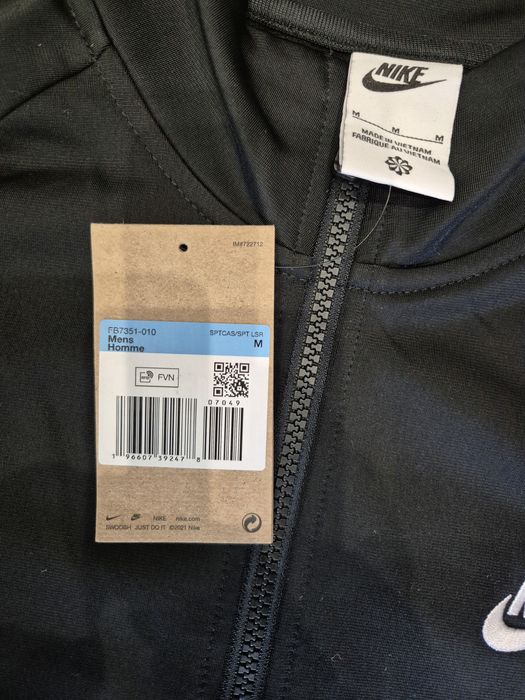 NIKE
M M M
MADE IN VIETNAM
FABRIQUE AU VIETNAM
IM#722712
FB7351-010 SPTCAS/SPT LSR
Mens
Homme M
RFID FVN
07049
1 96607 39247 8
NIKE nike.com
SWOOSH JUST DO IT ©2021 Nike